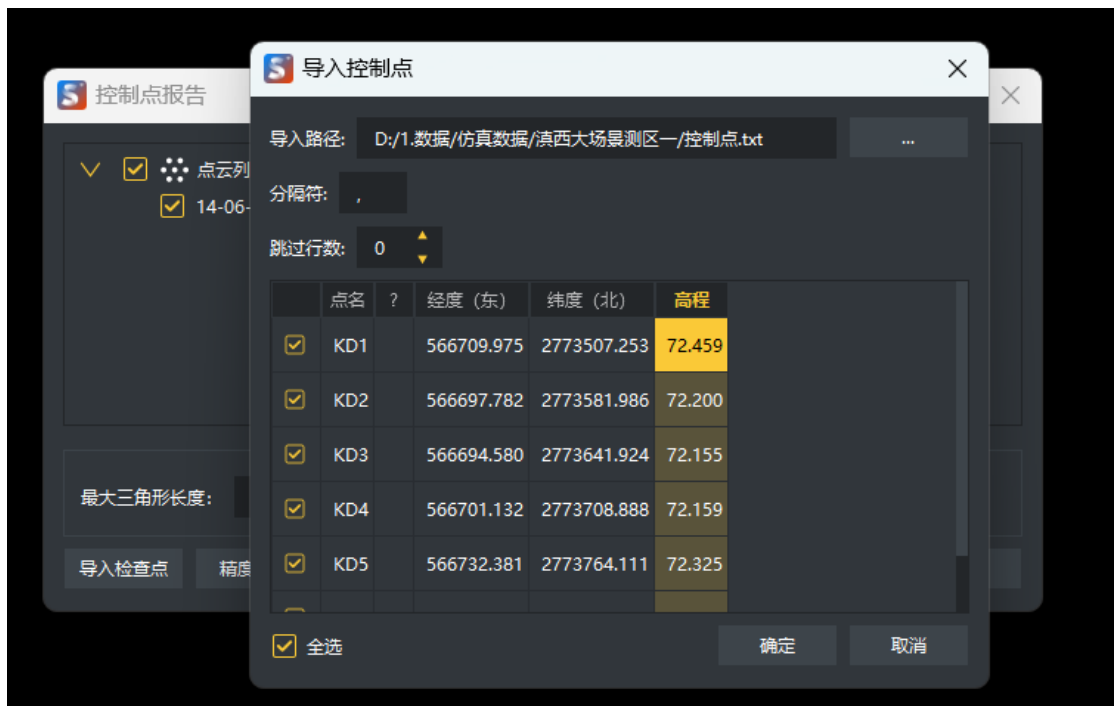 导入控制点
控制点报告
导入路径: D:/1.数据/仿真数据/滇西大场景测区一/控制点.txt ...
点云列
分隔符: ,
14-06-
跳过行数: 0
点名 ? 经度（东） 纬度（北） 高程
KD1 566709.975 2773507.253 72.459
KD2 566697.782 2773581.986 72.200
KD3 566694.580 2773641.924 72.155
最大三角形长度:
KD4 566701.132 2773708.888 72.159
导入检查点 精度
KD5 566732.381 2773764.111 72.325
全选 确定 取消